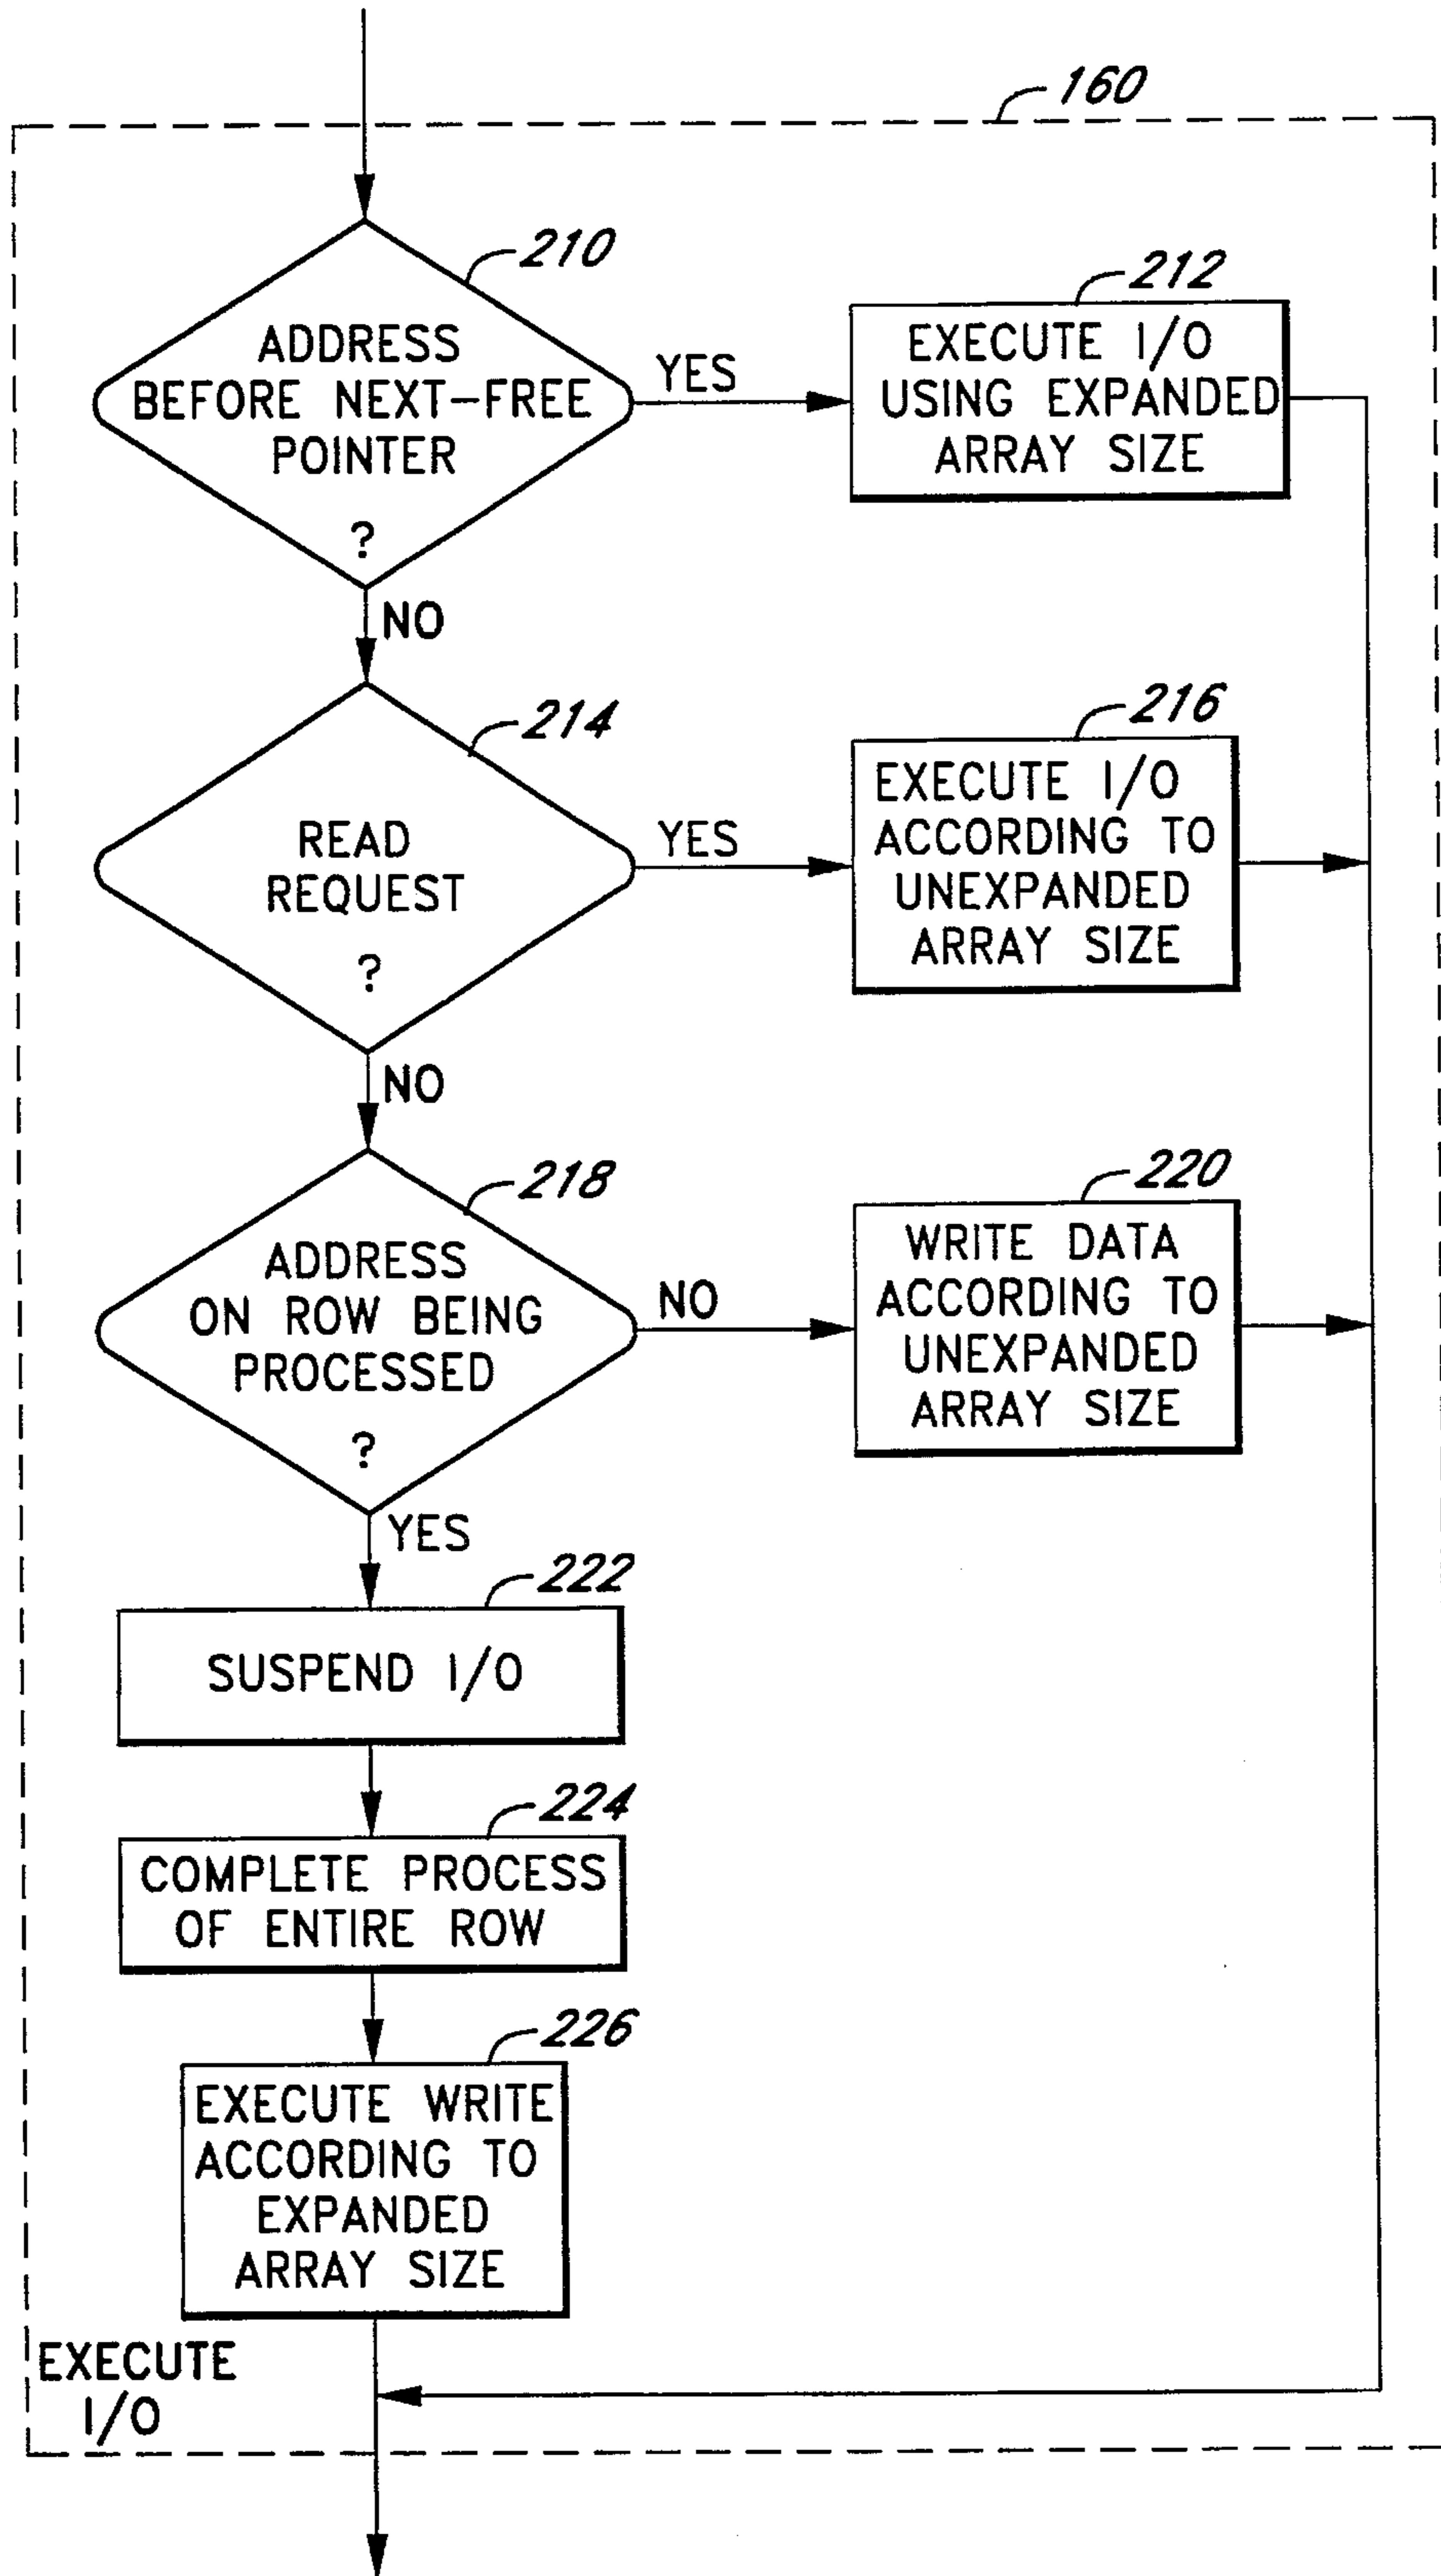 160
210
ADDRESS
BEFORE NEXT-FREE
POINTER
?
YES
212
EXECUTE I/O
USING EXPANDED
ARRAY SIZE
NO
214
READ
REQUEST
?
YES
216
EXECUTE I/O
ACCORDING TO
UNEXPANDED
ARRAY SIZE
NO
218
ADDRESS
ON ROW BEING
PROCESSED
?
NO
220
WRITE DATA
ACCORDING TO
UNEXPANDED
ARRAY SIZE
YES
222
SUSPEND I/O
224
COMPLETE PROCESS
OF ENTIRE ROW
226
EXECUTE WRITE
ACCORDING TO
EXPANDED
ARRAY SIZE
EXECUTE
I/O